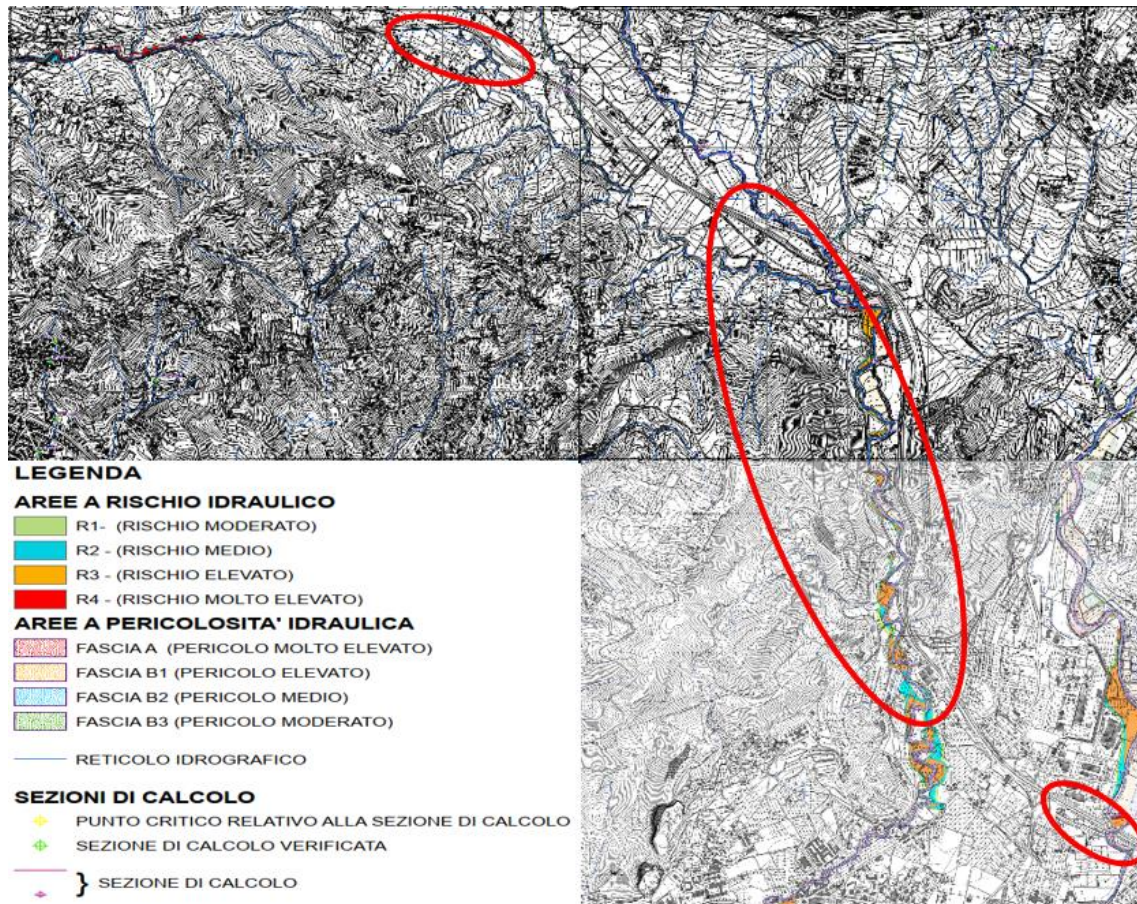 LEGENDA
AREE A RISCHIO IDRAULICO
R1- (RISCHIO MODERATO)
R2 - (RISCHIO MEDIO)
R3 - (RISCHIO ELEVATO)
R4 - (RISCHIO MOLTO ELEVATO)
AREE A PERICOLOSITA' IDRAULICA
FASCIA A (PERICOLO MOLTO ELEVATO)
FASCIA B1 (PERICOLO ELEVATO)
FASCIA B2 (PERICOLO MEDIO)
FASCIA B3 (PERICOLO MODERATO)
RETICOLO IDROGRAFICO
SEZIONI DI CALCOLO
PUNTO CRITICO RELATIVO ALLA SEZIONE DI CALCOLO
SEZIONE DI CALCOLO VERIFICATA
} SEZIONE DI CALCOLO